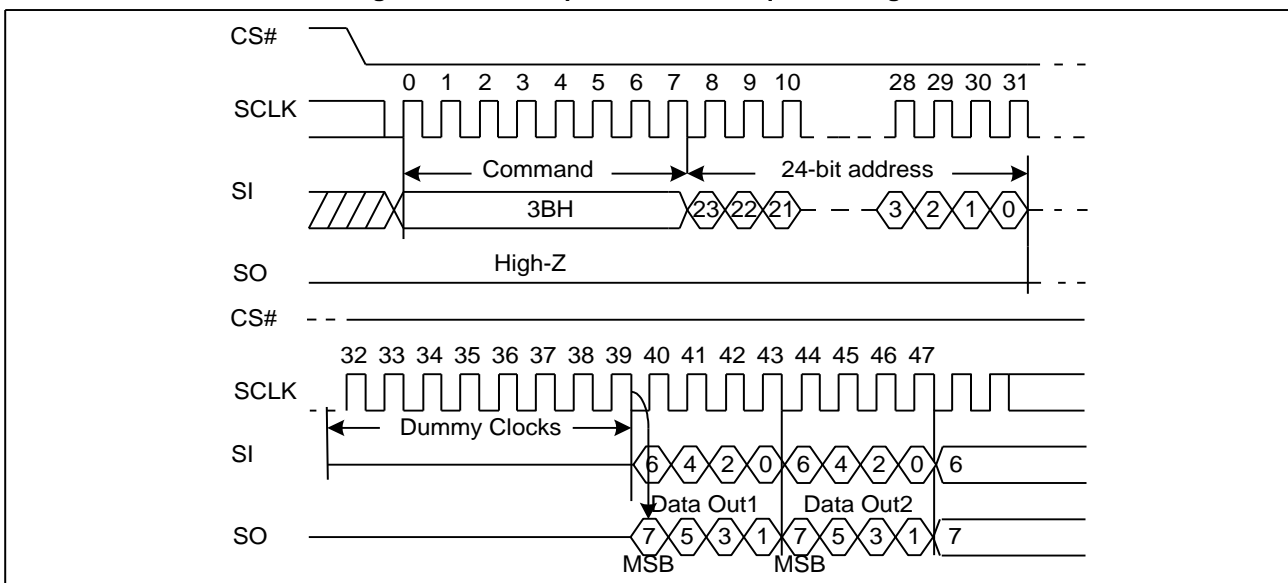 CS#
0 1 2 3 4 5 6 7 8 9 10 28 29 30 31
SCLK
Command 24-bit address
SI
3BH 23 22 21 3 2 1 0
High-Z
SO
CS#
32 33 34 35 36 37 38 39 40 41 42 43 44 45 46 47
SCLK
Dummy Clocks
SI 6 4 2 0 6 4 2 0 6
Data Out1 Data Out2
SO 7 5 3 1 7 5 3 1 7
MSB MSB